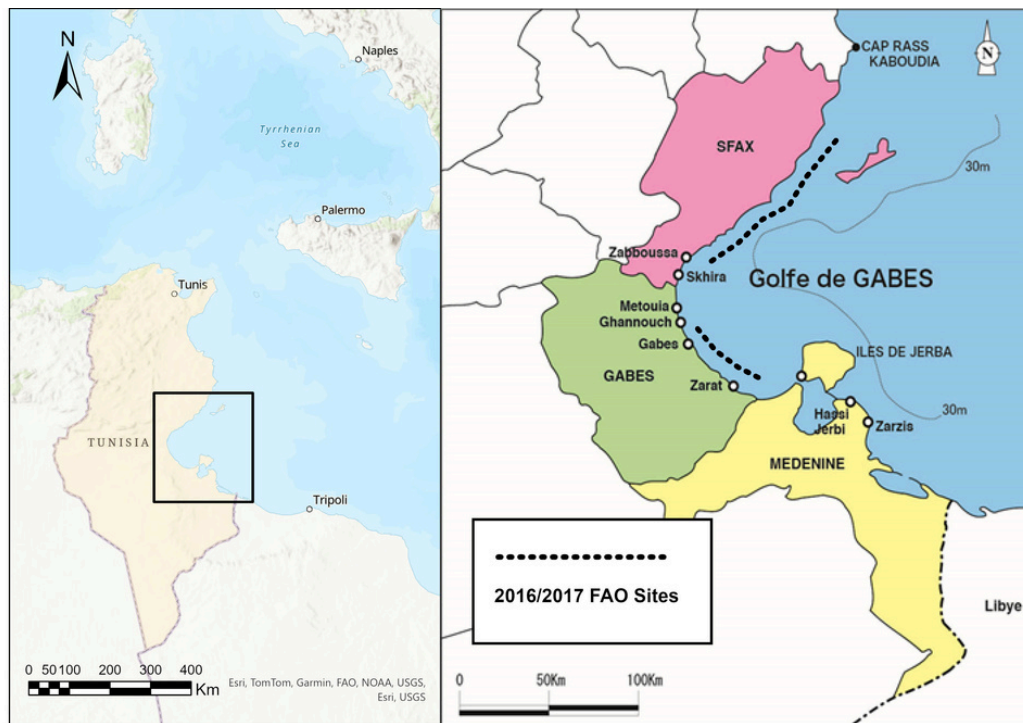 N
Naples
Tyrrhenian
Sea
Palermo
Tunis
TUNISIA
Tripoli
0 50 100 200 300 400
Km
Esri, TomTom, Garmin, FAO, NOAA, USGS,
Esri, USGS
CAP RASS
KABOUDIA
N
SFAX
30m
Zabboussa
Skhira
Golfe de GABES
Metouia
Ghannouch
Gabes
ILES DE JERBA
GABES
Zarat
30m
Hassi
Jerbi
Zarzis
MEDENINE
2016/2017 FAO Sites
Libye
0 50Km 100Km